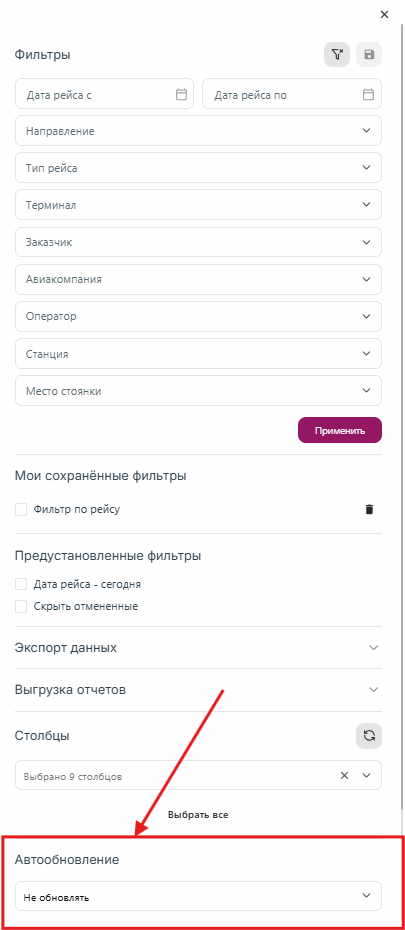 Фильтры
Дата рейса с
Дата рейса по
Направление
Тип рейса
Терминал
Заказчик
Авиакомпания
Оператор
Станция
Место стоянки
Применить
Мои сохранённые фильтры
Фильтр по рейсу
Предустановленные фильтры
Дата рейса - сегодня
Скрыть отмененные
Экспорт данных
Выгрузка отчетов
Столбцы
Выбрано 9 столбцов
Выбрать все
Автообновление
Не обновлять